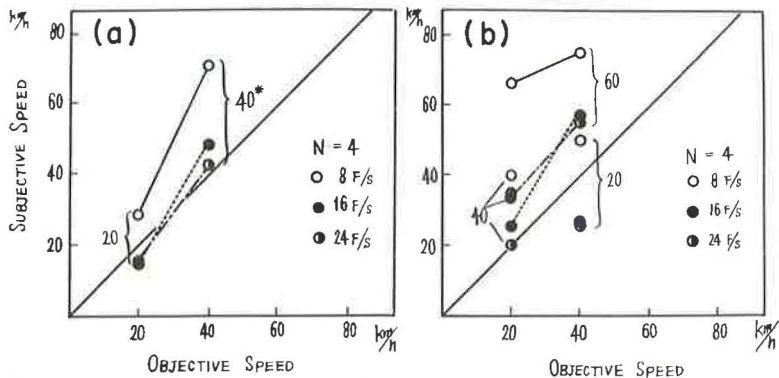 km/h
80
60
40
20
(a)
40*
20
N = 4
8 F/S
16 F/S
24 F/S
20 40 60 80 km/h
OBJECTIVE SPEED
SUBJECTIVE SPEED
km/h
80
60
40
20
(b)
60
20
40
N = 4
8 F/S
16 F/S
24 F/S
20 40 60 80 km/h
OBJECTIVE SPEED